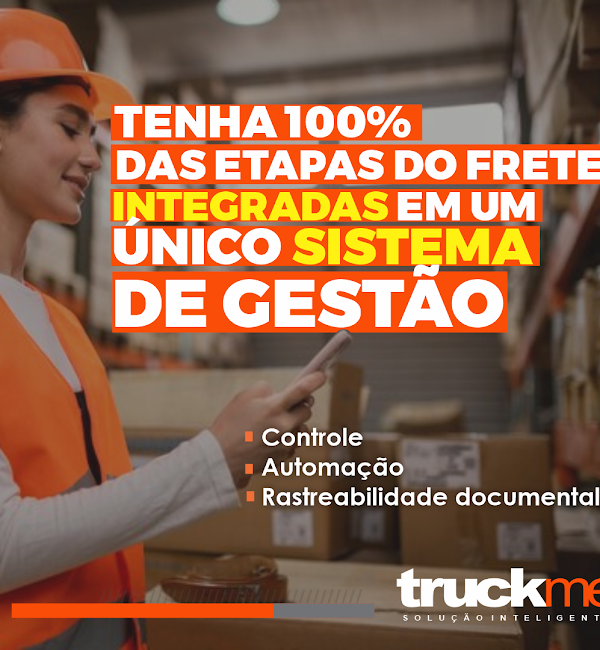 TENHA 100%
DAS ETAPAS DO FRETE
INTEGRADAS EM UM
ÚNICO SISTEMA
DE GESTÃO
Controle
Automação
Rastreabilidade documental
truckme
SOLUÇÃO INTELIGENT